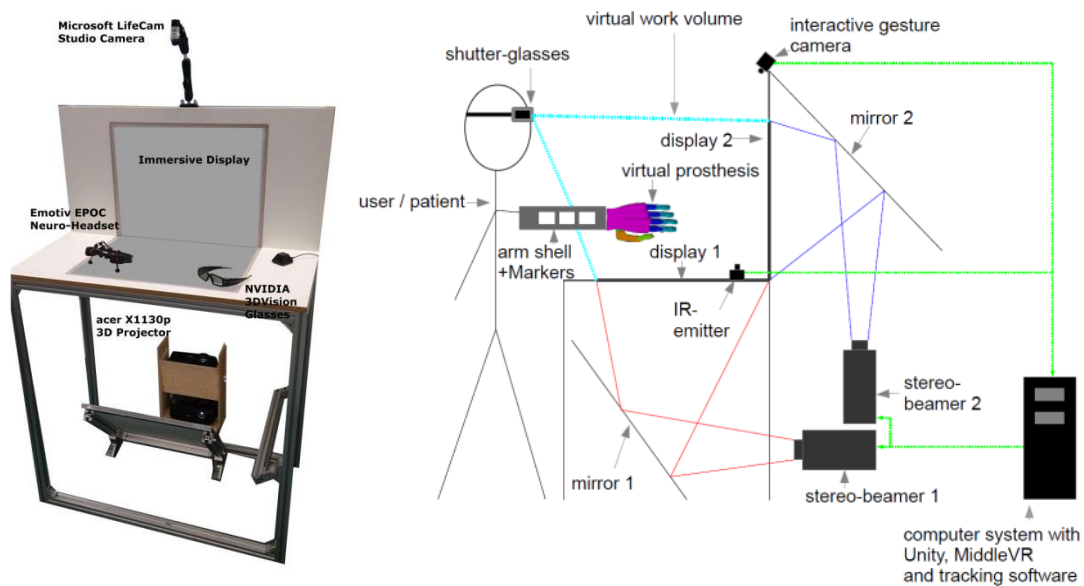 Microsoft LifeCam
Studio Camera
Immersive Display
Emotiv EPOC
Neuro-Headset
NVIDIA
3DVision
Glasses
acer X1130p
3D Projector
virtual work volume
interactive gesture
camera
shutter-glasses
mirror 2
display 2
virtual prosthesis
user / patient
arm shell
+Markers
display 1
IR-
emitter
stereo-
beamer 2
mirror 1
stereo-beamer 1
computer system with
Unity, MiddleVR
and tracking software